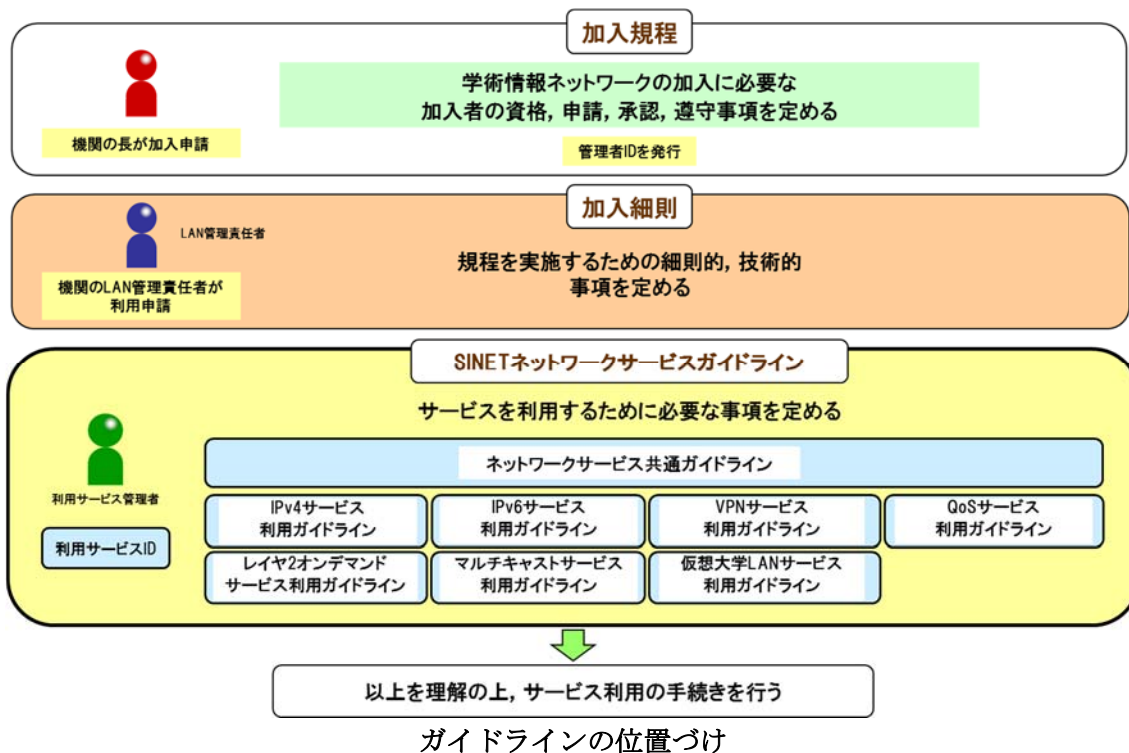 加入規程
学術情報ネットワークの加入に必要な
加入者の資格，申請，承認，遵守事項を定める
機関の長が加入申請
管理者IDを発行
加入細則
LAN管理責任者
規程を実施するための細則的，技術的
事項を定める
機関のLAN管理責任者が
利用申請
SINETネットワークサービスガイドライン
サービスを利用するために必要な事項を定める
ネットワークサービス共通ガイドライン
利用サービス管理者
利用サービスID
IPv4サービス
利用ガイドライン
IPv6サービス
利用ガイドライン
VPNサービス
利用ガイドライン
QoSサービス
利用ガイドライン
レイヤ2オンデマンド
サービス利用ガイドライン
マルチキャストサービス
利用ガイドライン
仮想大学LANサービス
利用ガイドライン
以上を理解の上，サービス利用の手続きを行う
ガイドラインの位置づけ